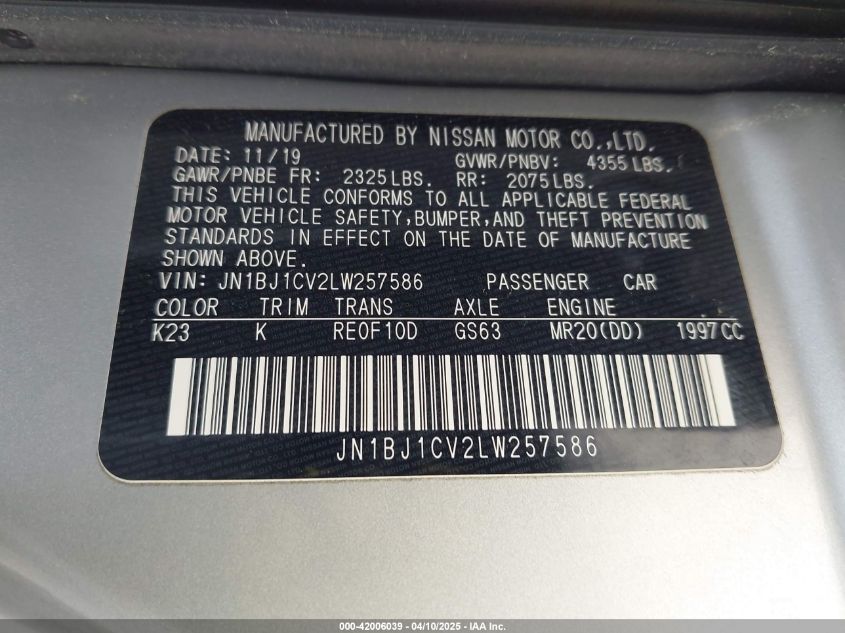 MANUFACTURED BY NISSAN MOTOR CO.,LTD.
DATE: 11/19 GVWR/PNBV: 4355 LBS.
GAWR/PNBE FR: 2325 LBS. RR: 2075 LBS.
THIS VEHICLE CONFORMS TO ALL APPLICABLE FEDERAL
MOTOR VEHICLE SAFETY, BUMPER, AND THEFT PREVENTION
STANDARDS IN EFFECT ON THE DATE OF MANUFACTURE
SHOWN ABOVE.
VIN: JN1BJ1CV2LW257586 PASSENGER CAR
COLOR TRIM TRANS AXLE ENGINE
K23 K RE0F10D GS63 MR20(DD) 1997CC
JN1BJ1CV2LW257586
000-42006039 - 04/10/2025 - IAA Inc.